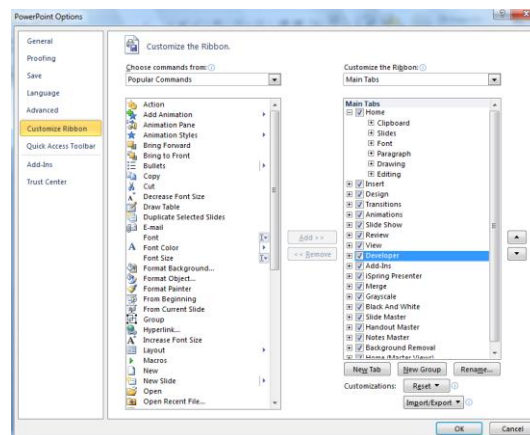 PowerPoint Options
General
Proofing
Save
Language
Advanced
Customize Ribbon
Quick Access Toolbar
Add-Ins
Trust Center
Customize the Ribbon.
Choose commands from:
Popular Commands
Action
Add Animation
Animation Pane
Animation Styles
Bring Forward
Bring to Front
Bullets
Copy
Cut
Decrease Font Size
Draw Table
Duplicate Selected Slides
E-mail
Font
Font Color
Font Size
Format Background...
Format Object...
Format Painter
From Beginning
From Current Slide
Group
Hyperlink...
Increase Font Size
Layout
Macros
New
New Slide
Open
Open Recent File...
Add >>
<< Remove
Customize the Ribbon:
Main Tabs
Main Tabs
Home
Clipboard
Slides
Font
Paragraph
Drawing
Editing
Insert
Design
Transitions
Animations
Slide Show
Review
View
Developer
Add-Ins
iSpring Presenter
Merge
Grayscale
Black And White
Slide Master
Handout Master
Notes Master
Background Removal
Home (Master Views)
New Tab
New Group
Rename...
Customizations:
Reset
Import/Export
OK
Cancel